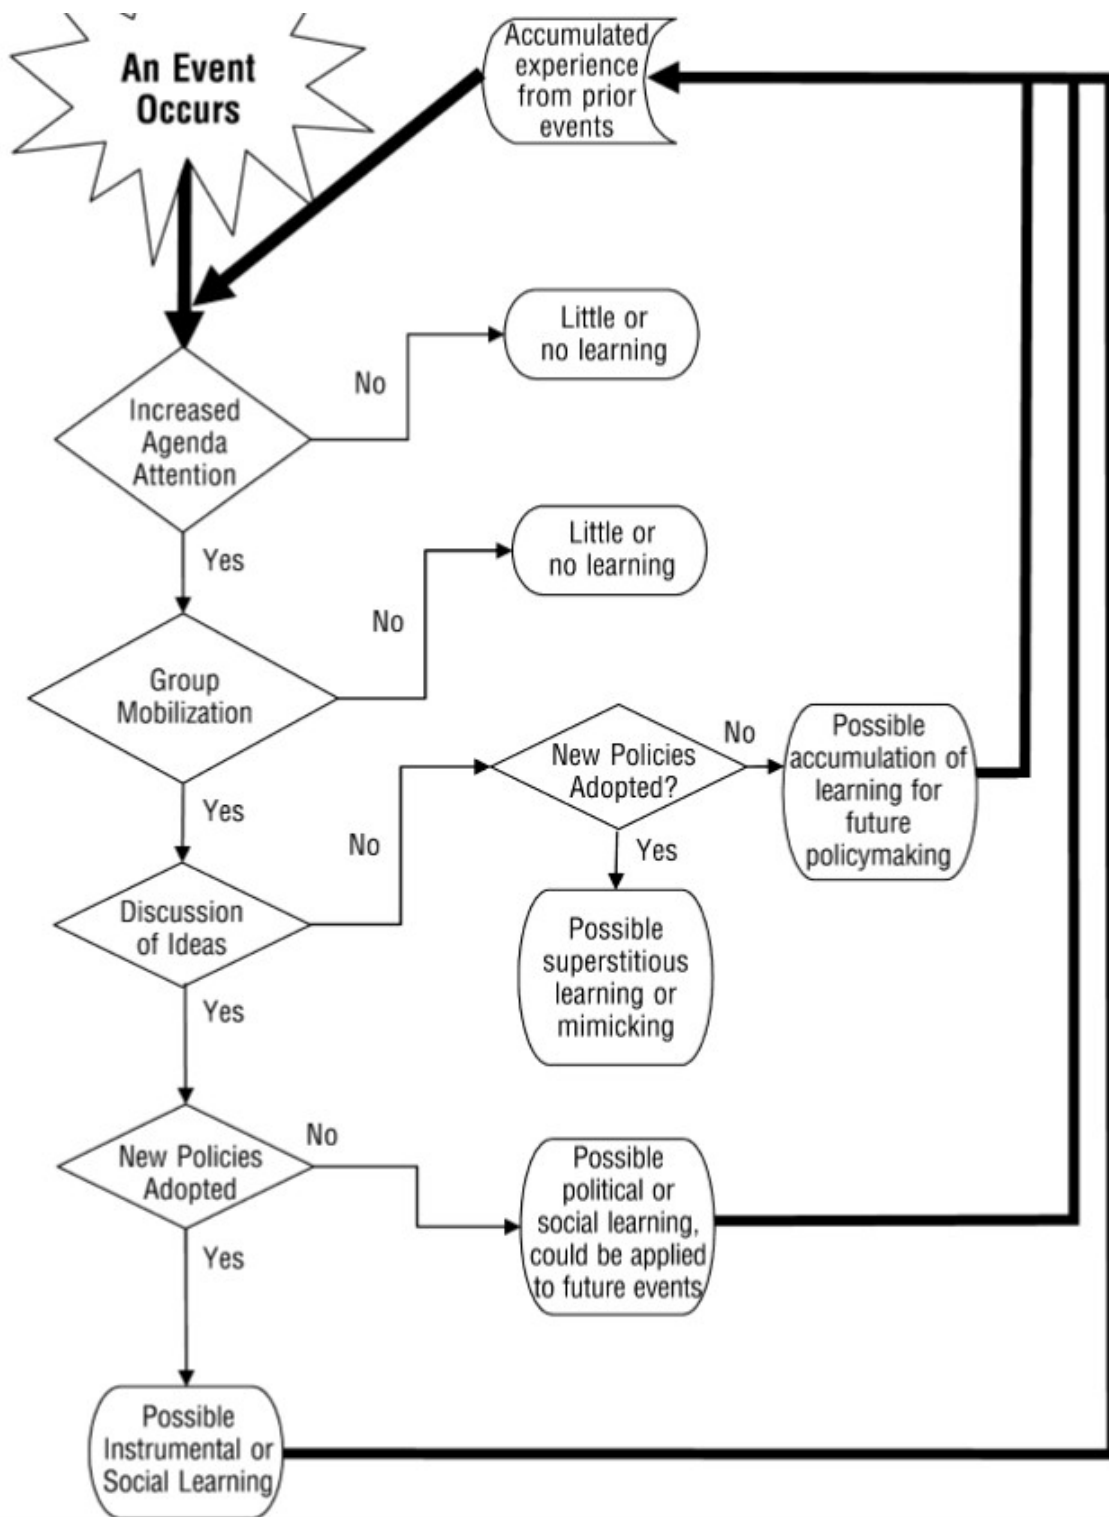 An Event
Occurs
Accumulated
experience
from prior
events
Little or
no learning
No
Increased
Agenda
Attention
Yes
Little or
no learning
No
Group
Mobilization
Yes
No
New Policies
Adopted?
No
Possible
accumulation of
learning for
future
policymaking
Yes
Discussion
of Ideas
Possible
superstitious
learning or
mimicking
Yes
New Policies
Adopted
No
Possible
political or
social learning,
could be applied
to future events
Yes
Possible
Instrumental or
Social Learning